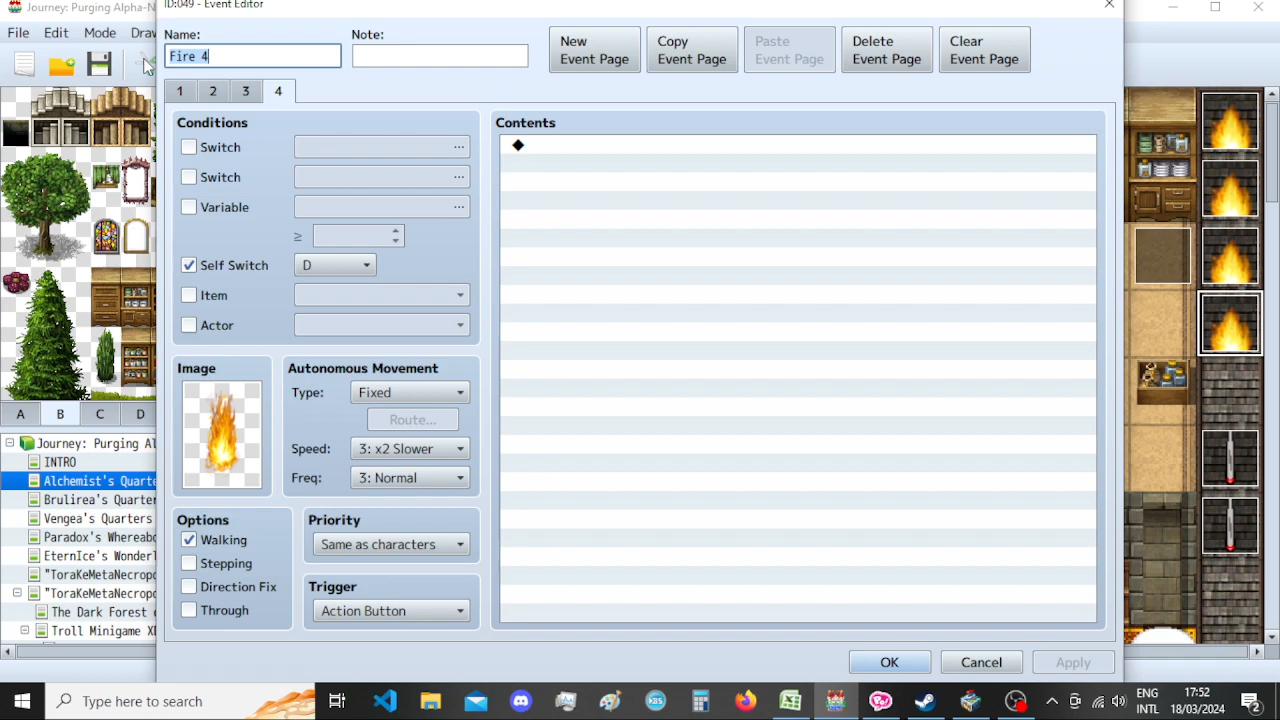 Journey: Purging Alpha-N
ID:049 - Event Editor
File Edit Mode Draw
Name:
Fire 4
Note:
New Event Page
Copy Event Page
Paste Event Page
Delete Event Page
Clear Event Page
1 2 3 4
Conditions
Switch ...
Switch ...
Variable ...
≥
Self Switch D
Item
Actor
Image
Autonomous Movement
Type: Fixed
Route...
Speed: 3: x2 Slower
Freq: 3: Normal
Options
Walking
Stepping
Direction Fix
Through
Priority
Same as characters
Trigger
Action Button
Contents
◆
OK Cancel Apply
A B C D
Journey: Purging Al
INTRO
Alchemist's Quarte
Brulirea's Quarter
Vengea's Quarters
Paradox's Whereabo
EternIce's Wonderl
"ToraKeMetaNecropo
"ToraKeMetaNecropo
The Dark Forest
Troll Minigame X
Type here to search
KBS
ENG
INTL
17:52
18/03/2024
2